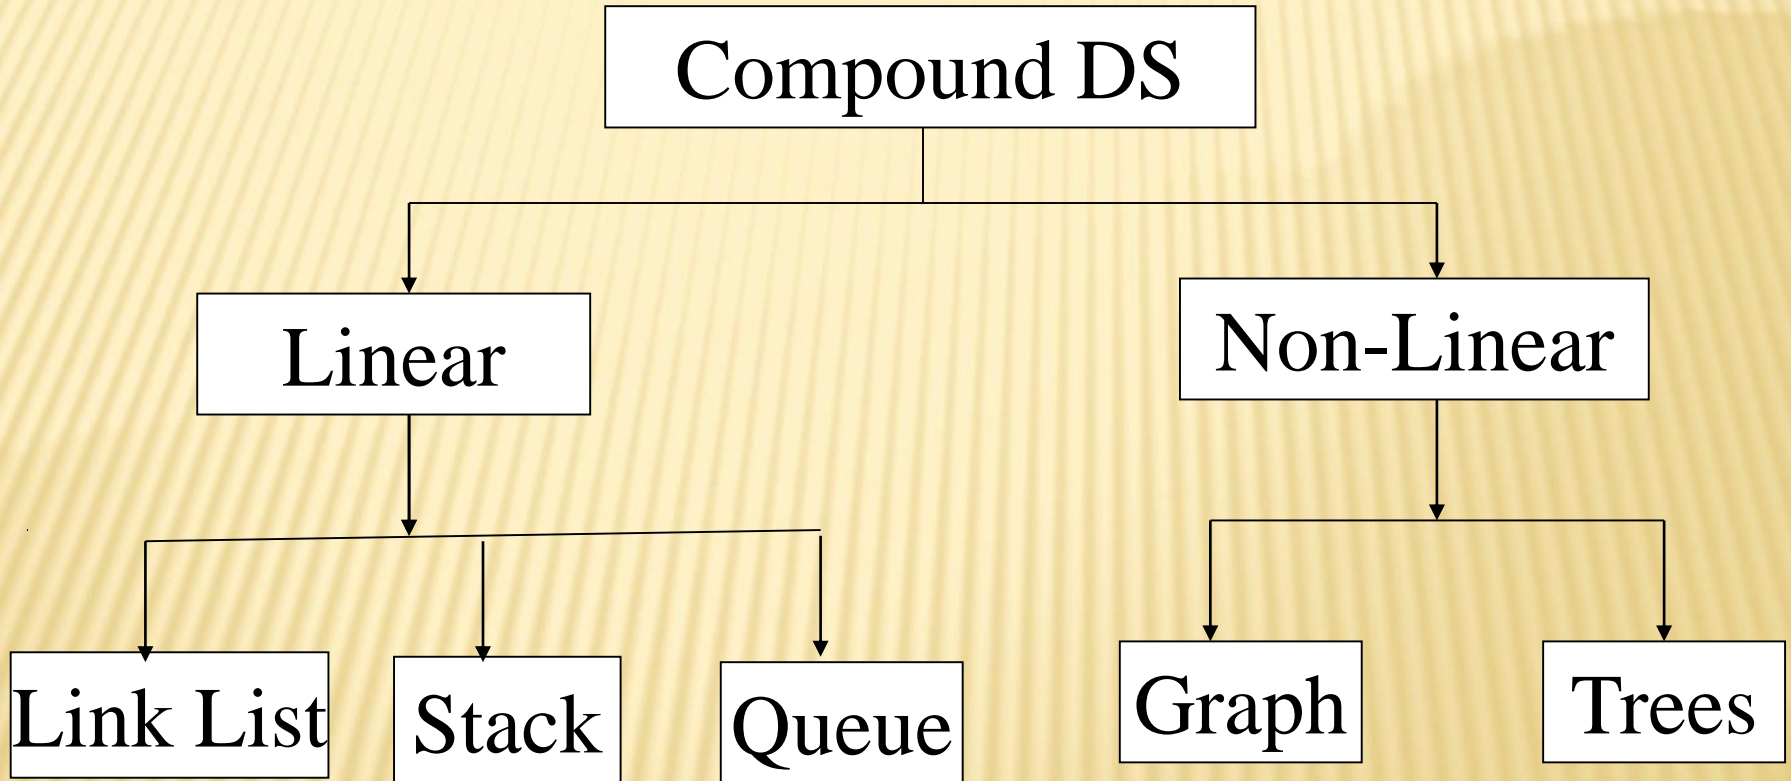 Compound DS
Linear
Non-Linear
Link List
Stack
Queue
Graph
Trees